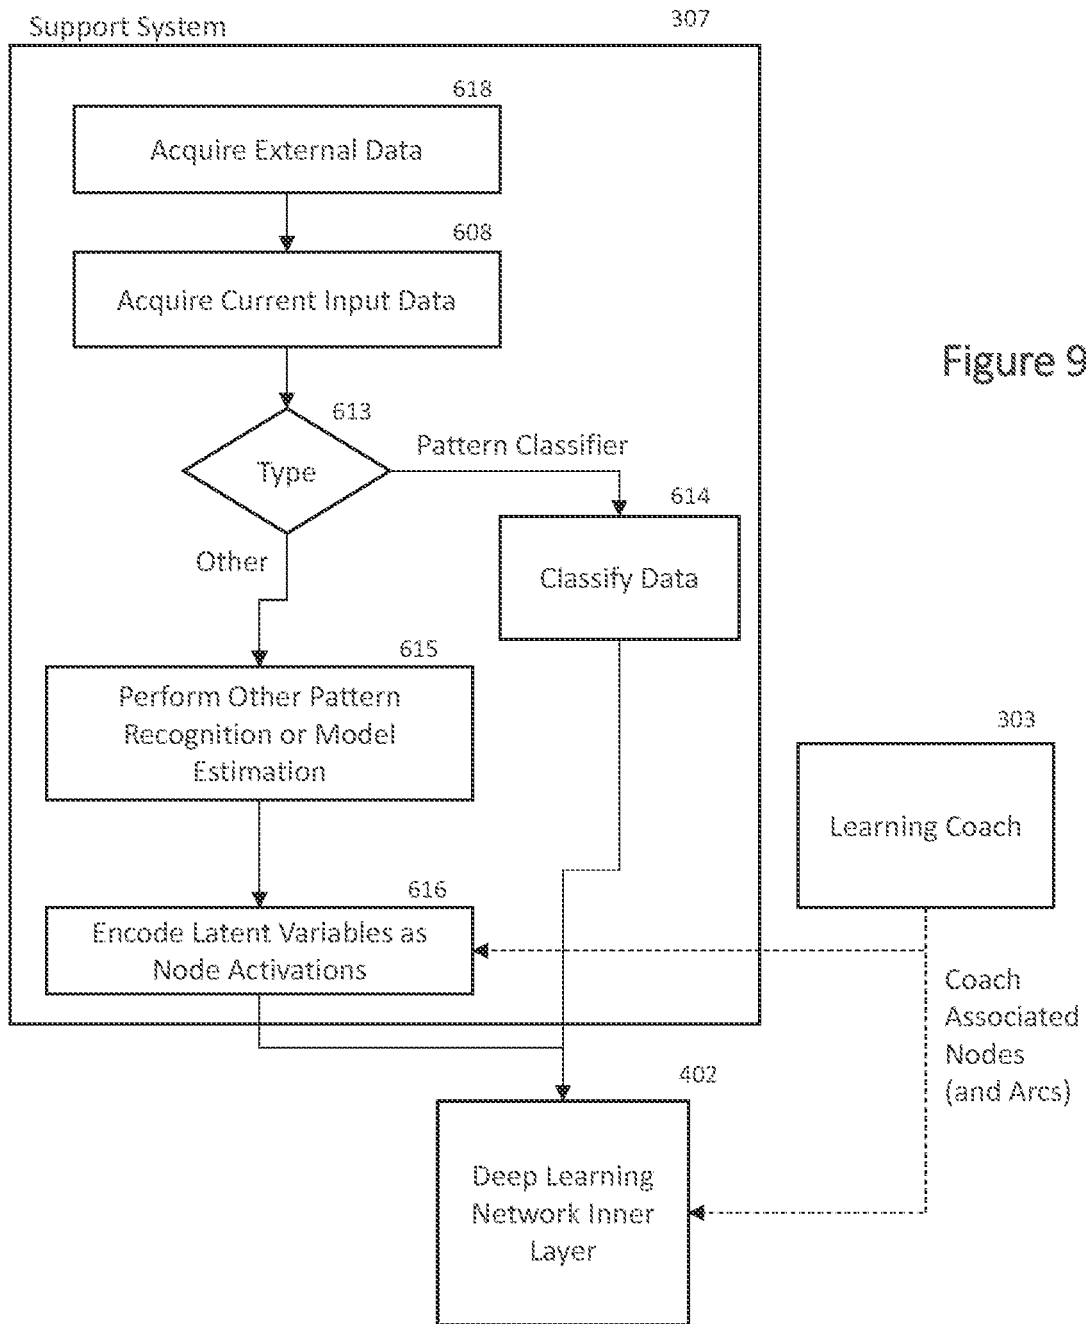 Support System
307
618
Acquire External Data
608
Acquire Current Input Data
Figure 9
613
Type
Pattern Classifier
614
Classify Data
Other
615
Perform Other Pattern
Recognition or Model
Estimation
303
Learning Coach
616
Encode Latent Variables as
Node Activations
Coach
Associated
Nodes
(and Arcs)
402
Deep Learning
Network Inner
Layer